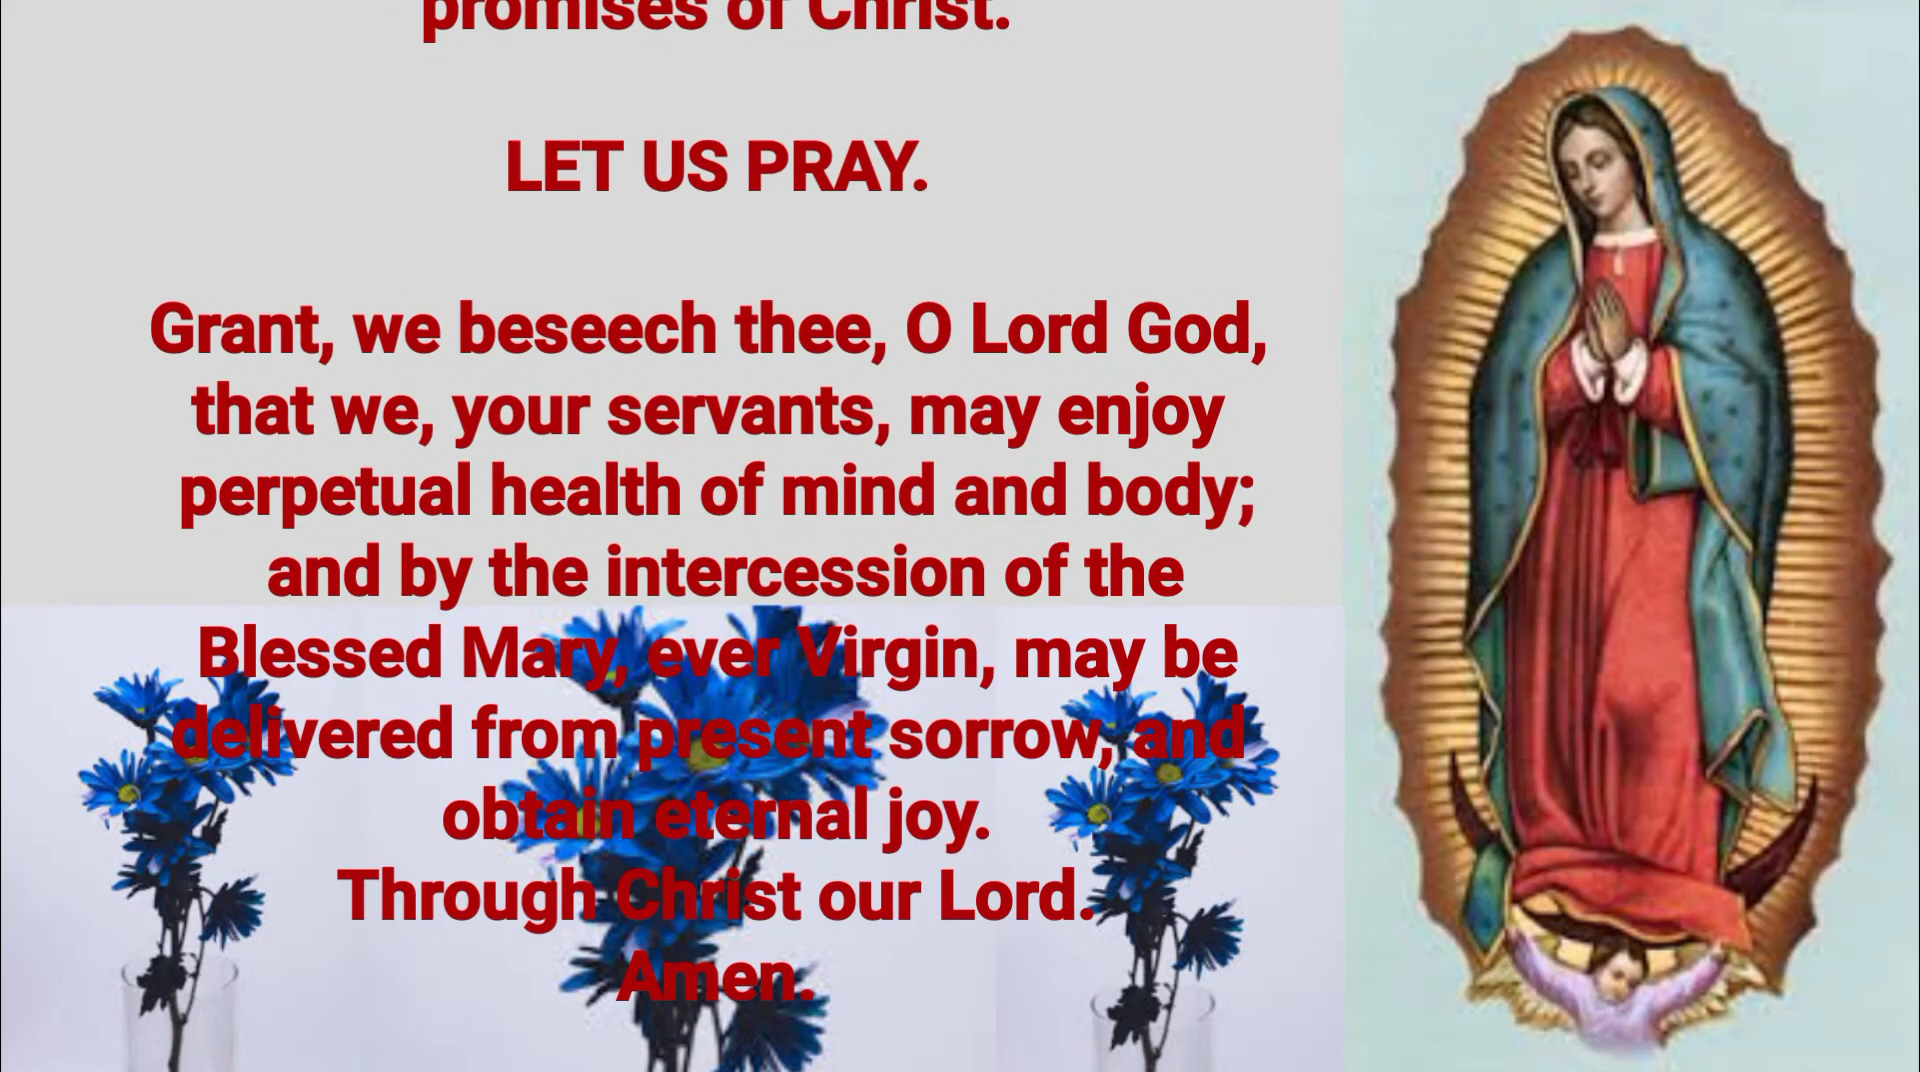 promises of Christ.
LET US PRAY.
Grant, we beseech thee, O Lord God,
that we, your servants, may enjoy
perpetual health of mind and body;
and by the intercession of the
Blessed Mary, ever Virgin, may be
delivered from present sorrow, and
obtain eternal joy.
Through Christ our Lord.
Amen.